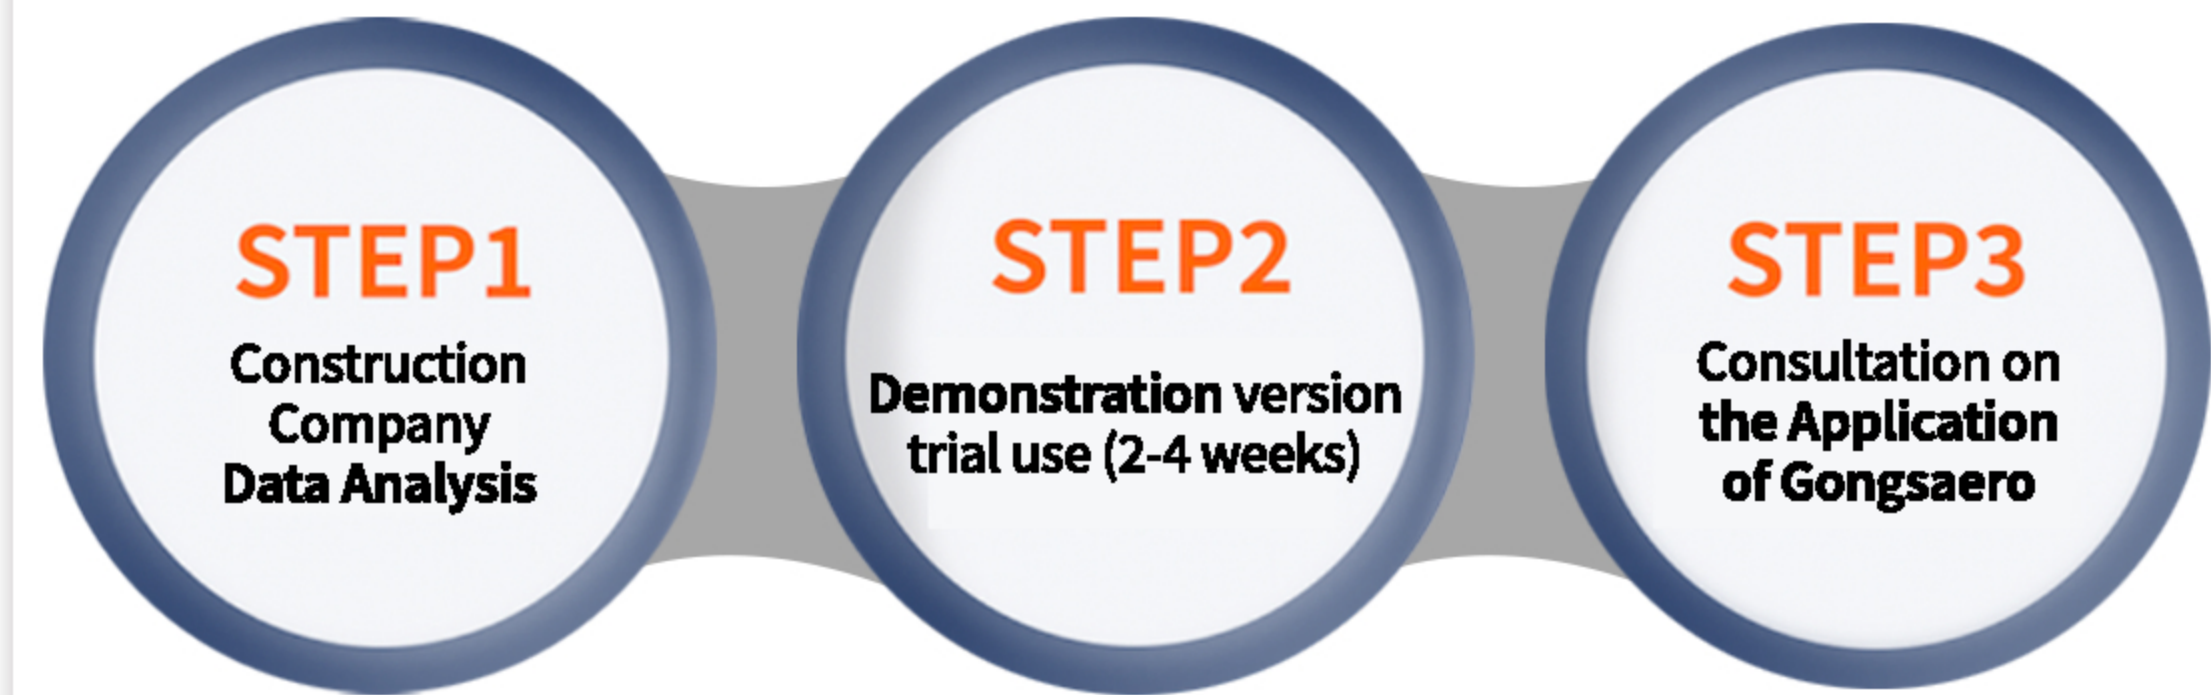 STEP1
Construction
Company
Data Analysis
STEP2
Demonstration version
trial use (2-4 weeks)
STEP3
Consultation on
the Application
of Gongsaero